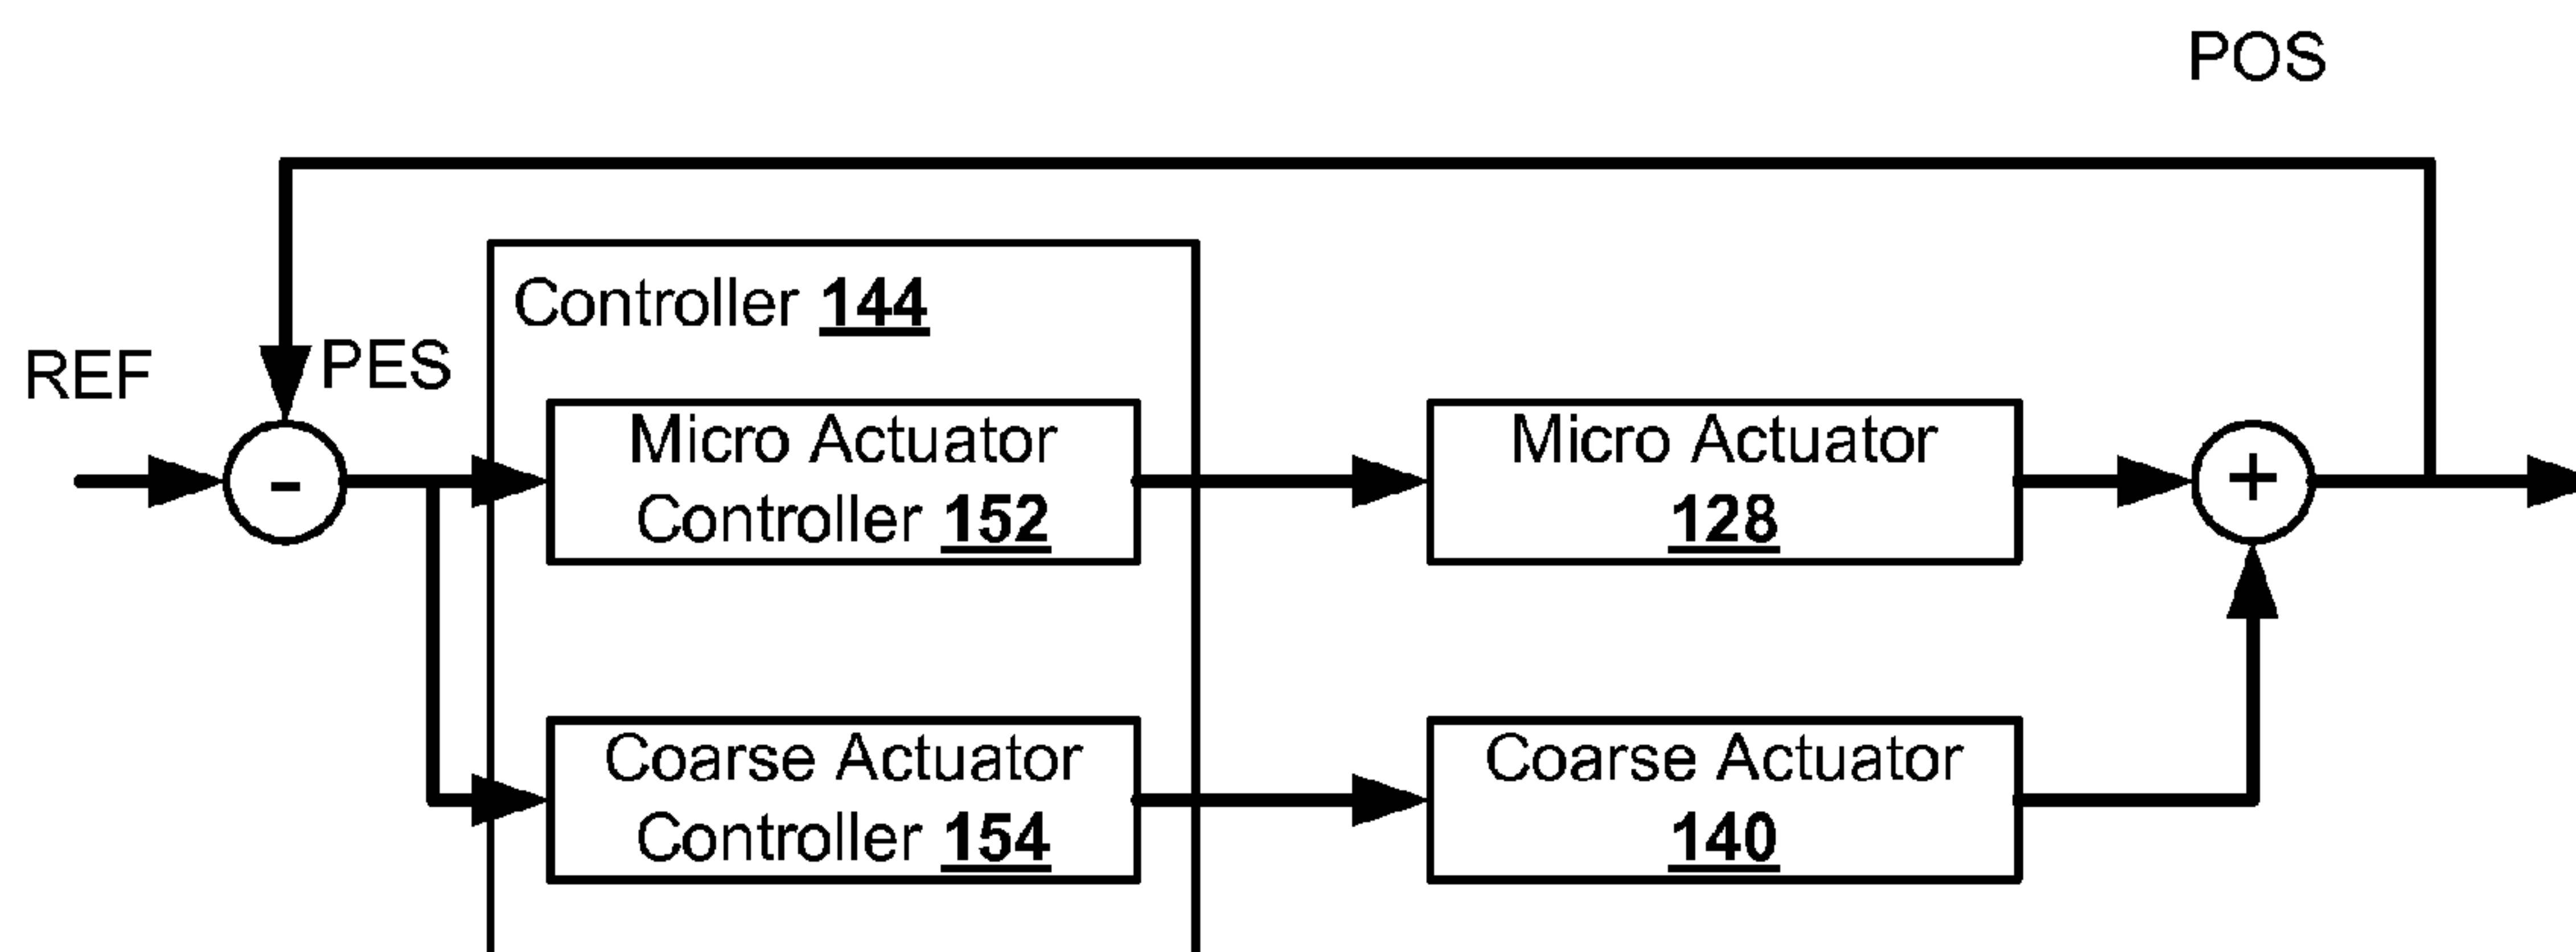 POS
Controller 144
REF
PES
Micro Actuator
Controller 152
Micro Actuator
128
-
+
Coarse Actuator
Controller 154
Coarse Actuator
140